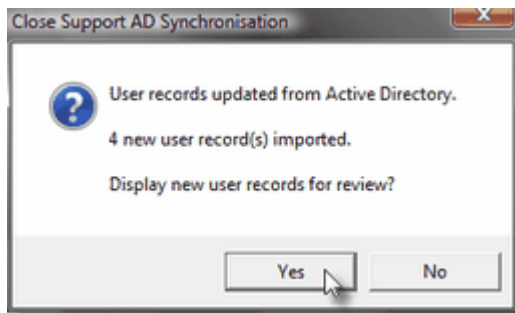 Close Support AD Synchronisation
User records updated from Active Directory.
4 new user record(s) imported.
Display new user records for review?
Yes
No